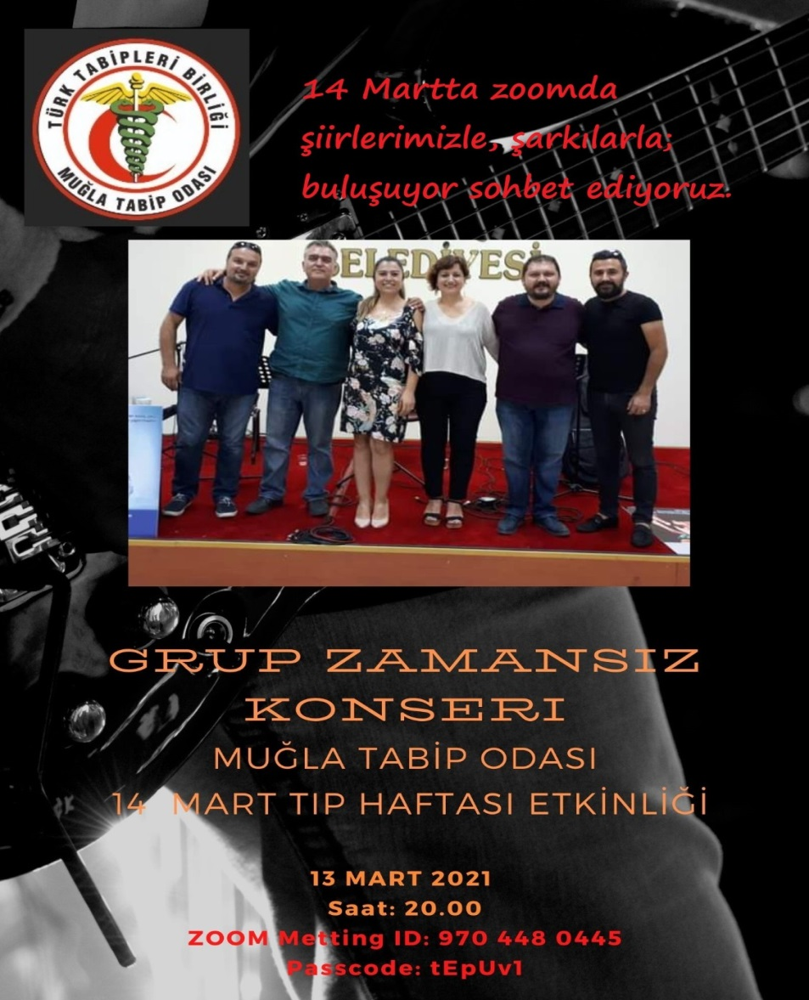 TÜRK TABİPLERİ BİRLİĞİ
MUĞLA TABİP ODASI
14 Martta zoomda
şiirlerimizle, şarkılarla;
buluşuyor sohbet ediyoruz.
BELEDİYESİ
GRUP ZAMANSIZ
KONSERI
MUĞLA TABİP ODASI
14 MART TIP HAFTASI ETKİNLİĞİ
13 MART 2021
Saat: 20.00
ZOOM Metting ID: 970 448 0445
Passcode: tEpUv1